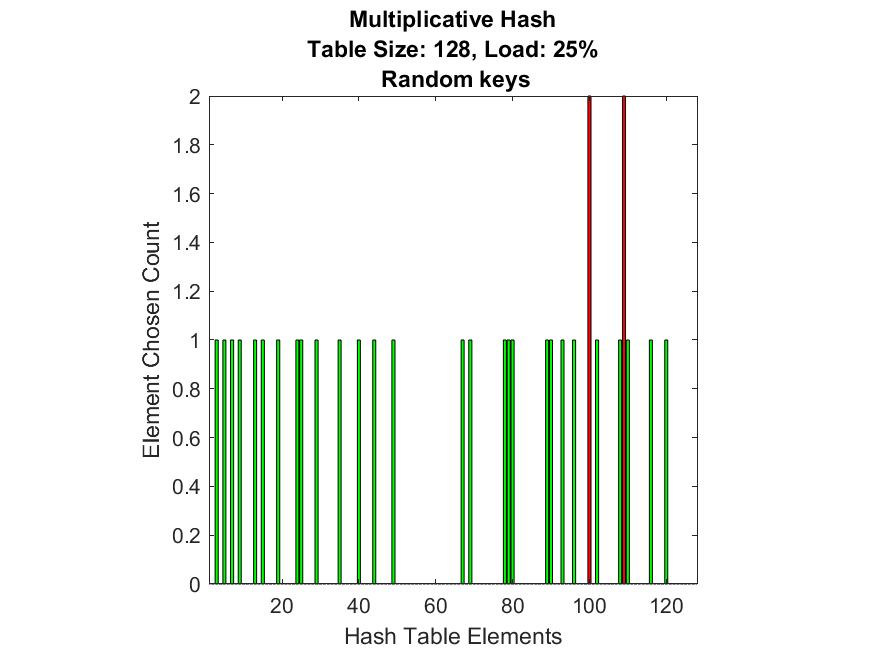 Multiplicative Hash
Table Size: 128, Load: 25%
Random keys
2
1.8
1.6
1.4
1.2
1
0.8
0.6
0.4
0.2
0
Element Chosen Count
20 40 60 80 100 120
Hash Table Elements